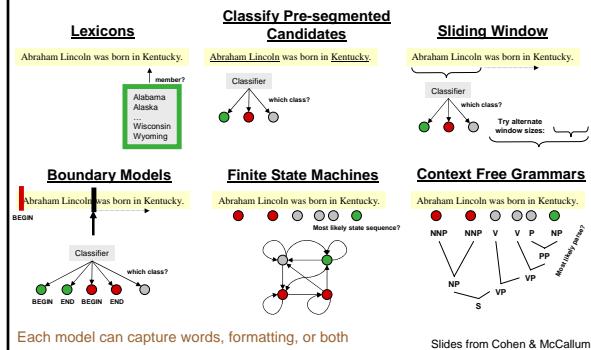 Lexicons
Abraham Lincoln was born in Kentucky.
member?
Alabama
Alaska
…
Wisconsin
Wyoming
Classify Pre-segmented
Candidates
Abraham Lincoln was born in Kentucky.
Classifier
which class?
Sliding Window
Abraham Lincoln was born in Kentucky.
Classifier
which class?
Try alternate
window sizes:
Boundary Models
Abraham Lincoln was born in Kentucky.
BEGIN
Classifier
which class?
BEGIN END BEGIN END
Finite State Machines
Abraham Lincoln was born in Kentucky.
Most likely state sequence?
Context Free Grammars
Abraham Lincoln was born in Kentucky.
NNP NNP V V P NP
Most likely parse?
PP
NP VP
VP
S
Each model can capture words, formatting, or both
Slides from Cohen & McCallum